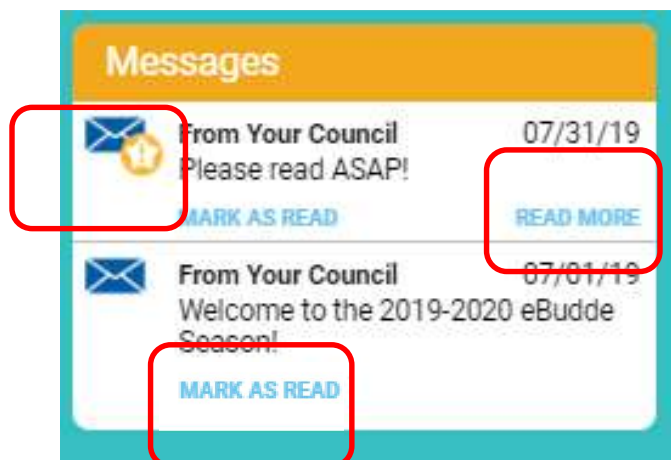 Messages
From Your Council 07/31/19
Please read ASAP!
MARK AS READ READ MORE
From Your Council 07/01/19
Welcome to the 2019-2020 eBudde
Season!
MARK AS READ